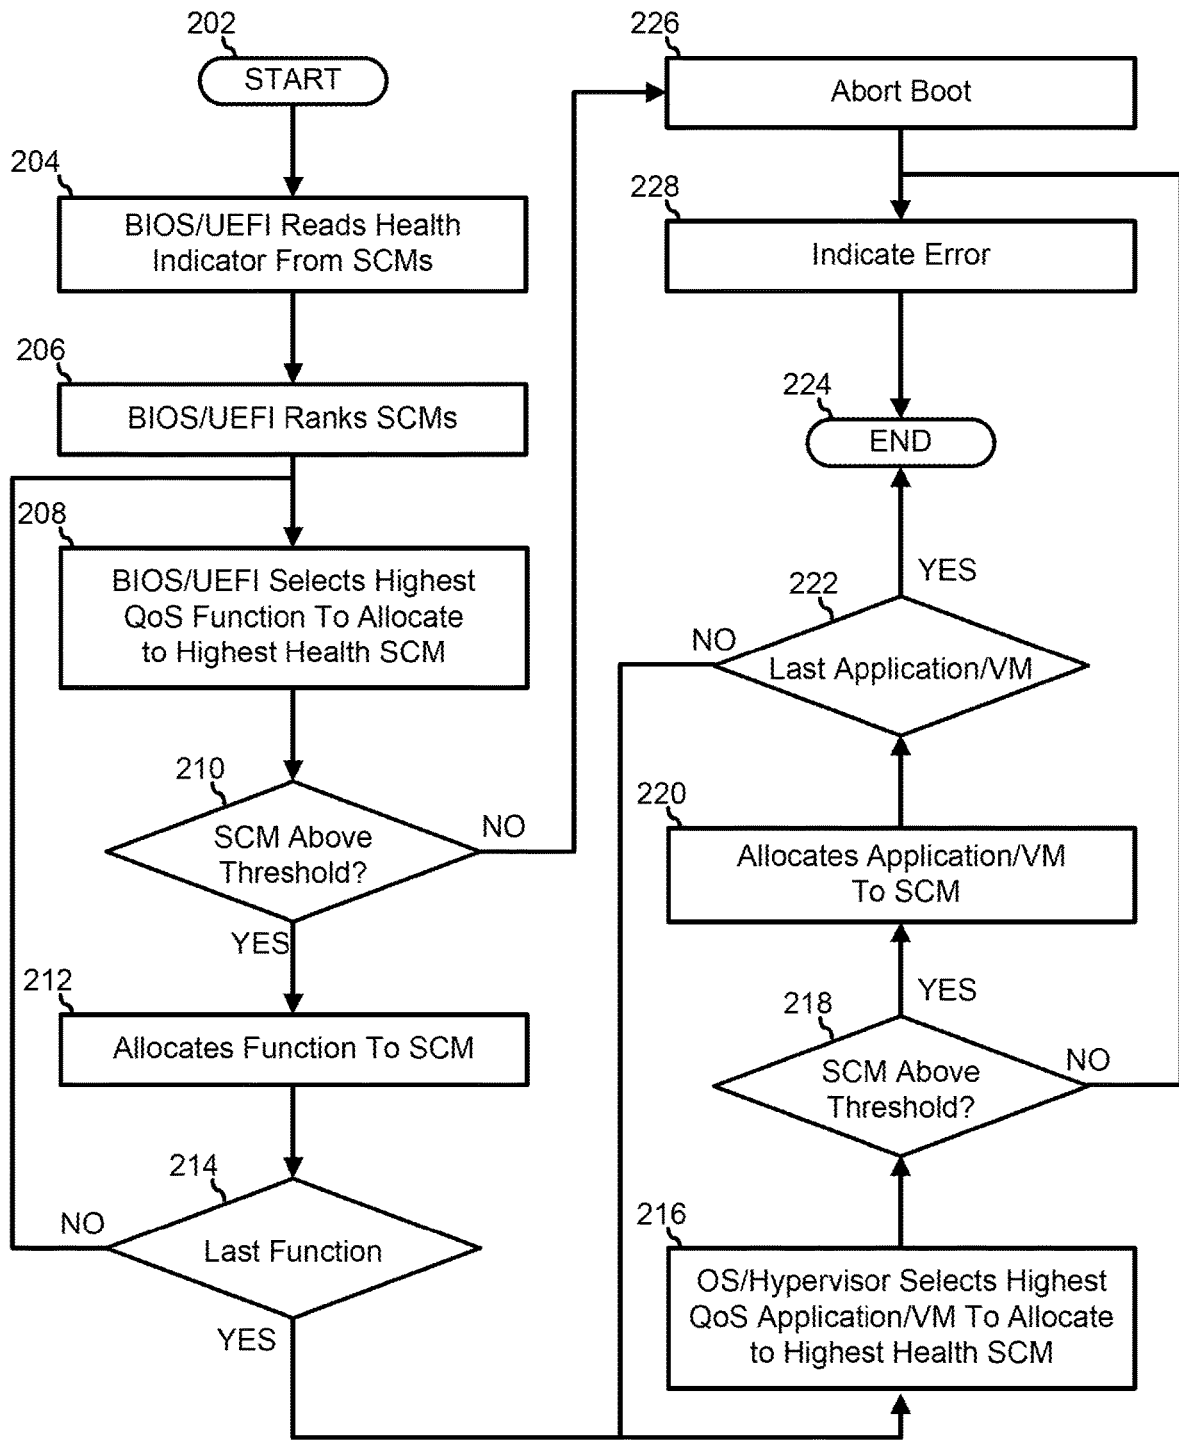 202
START
204
BIOS/UEFI Reads Health
Indicator From SCMs
206
BIOS/UEFI Ranks SCMs
208
BIOS/UEFI Selects Highest
QoS Function To Allocate
to Highest Health SCM
210
SCM Above
Threshold?
NO
YES
212
Allocates Function To SCM
214
Last Function
NO
YES
226
Abort Boot
228
Indicate Error
224
END
YES
222
NO
Last Application/VM
220
Allocates Application/VM
To SCM
YES
218
SCM Above
Threshold?
NO
216
OS/Hypervisor Selects Highest
QoS Application/VM To Allocate
to Highest Health SCM